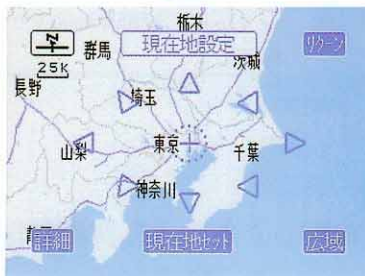 栃木
群馬
現在地設定
リターン
25K
茨城
長野
埼玉
山梨
東京
千葉
神奈川
詳細
現在地セット
広域